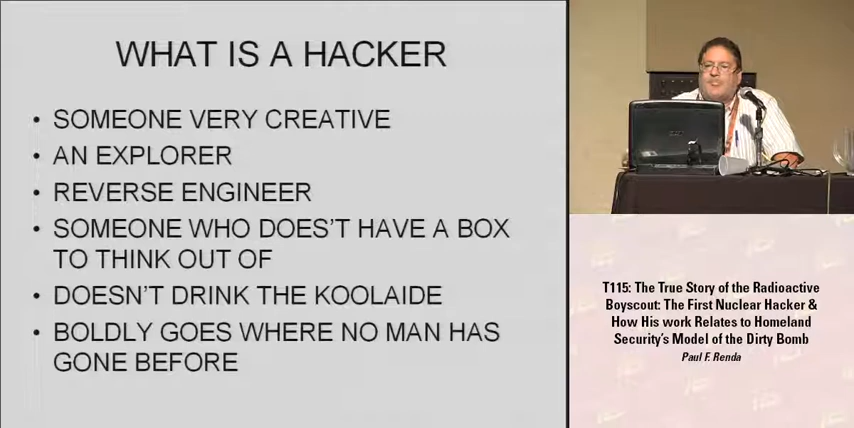 WHAT IS A HACKER
• SOMEONE VERY CREATIVE
• AN EXPLORER
• REVERSE ENGINEER
• SOMEONE WHO DOES'T HAVE A BOX
TO THINK OUT OF
• DOESN'T DRINK THE KOOLAIDE
• BOLDLY GOES WHERE NO MAN HAS
GONE BEFORE
T115: The True Story of the Radioactive
Boyscout: The First Nuclear Hacker &
How His work Relates to Homeland
Security's Model of the Dirty Bomb
Paul F. Renda